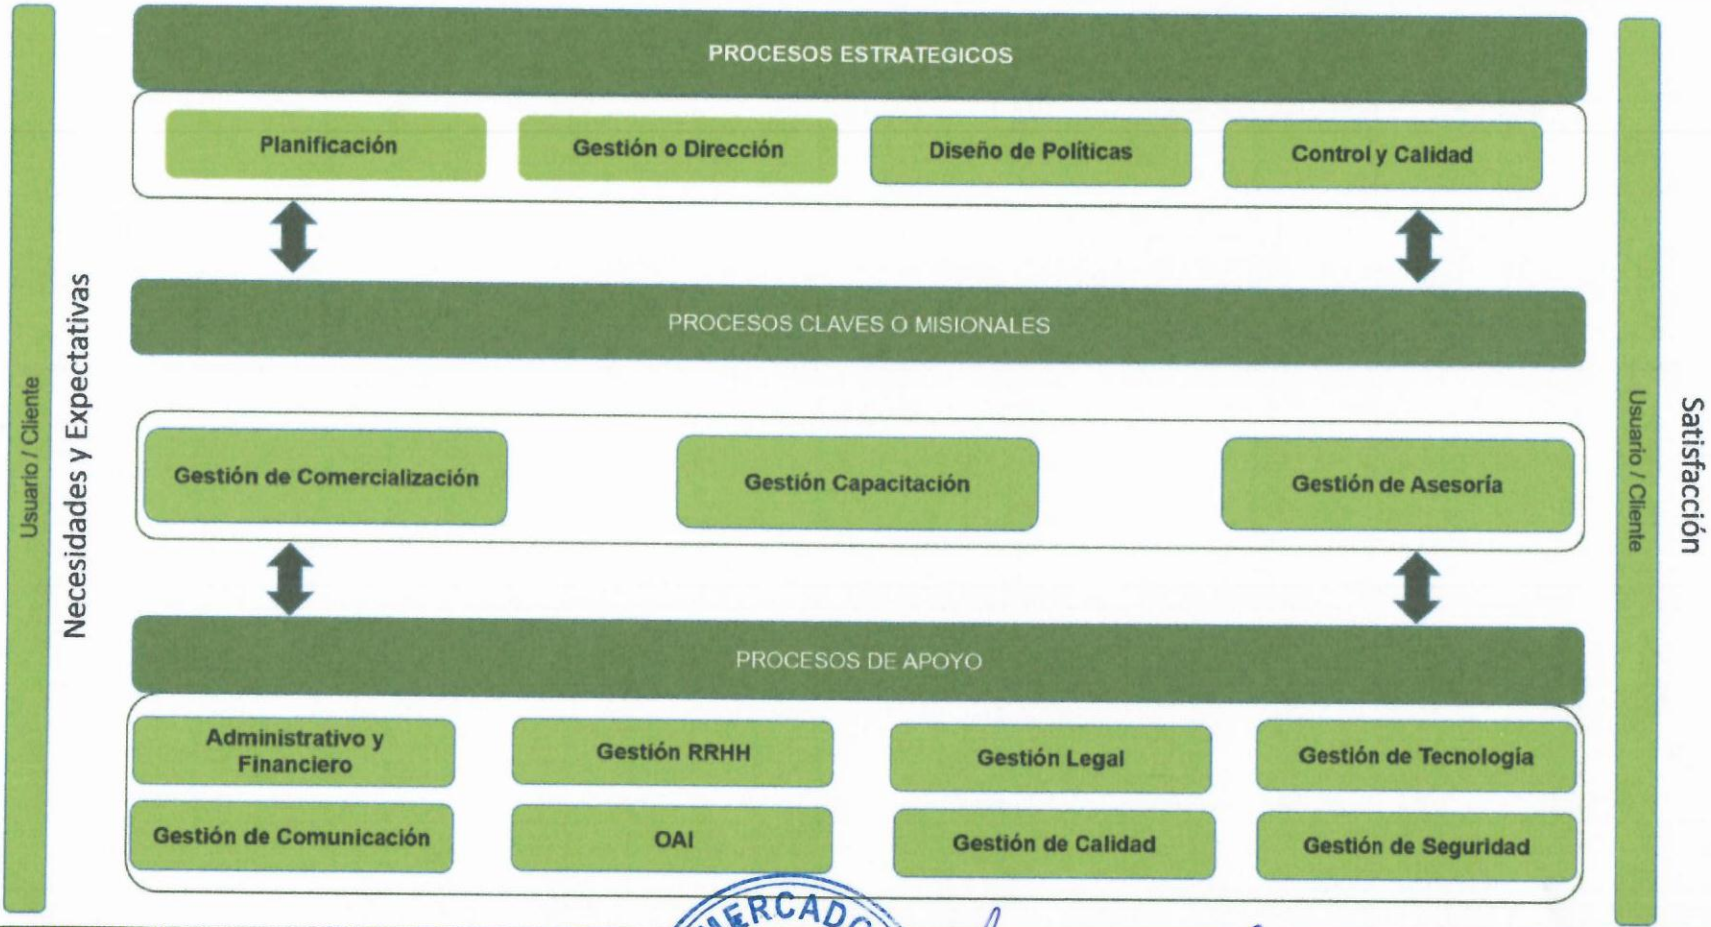 PROCESOS ESTRATEGICOS
Planificación
Gestión o Dirección
Diseño de Políticas
Control y Calidad
Usuario / Cliente
Necesidades y Expectativas
PROCESOS CLAVES O MISIONALES
Gestión de Comercialización
Gestión Capacitación
Gestión de Asesoría
Usuario / Cliente
Satisfacción
PROCESOS DE APOYO
Administrativo y
Financiero
Gestión RRHH
Gestión Legal
Gestión de Tecnología
Gestión de Comunicación
OAI
Gestión de Calidad
Gestión de Seguridad